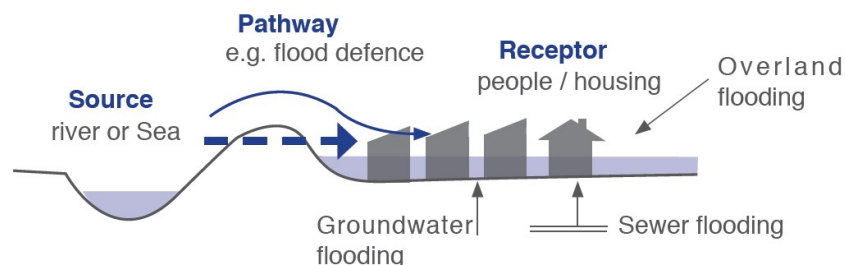 Pathway
e.g. flood defence
Receptor
people / housing
Source
river or Sea
Overland
flooding
Groundwater
flooding
Sewer flooding